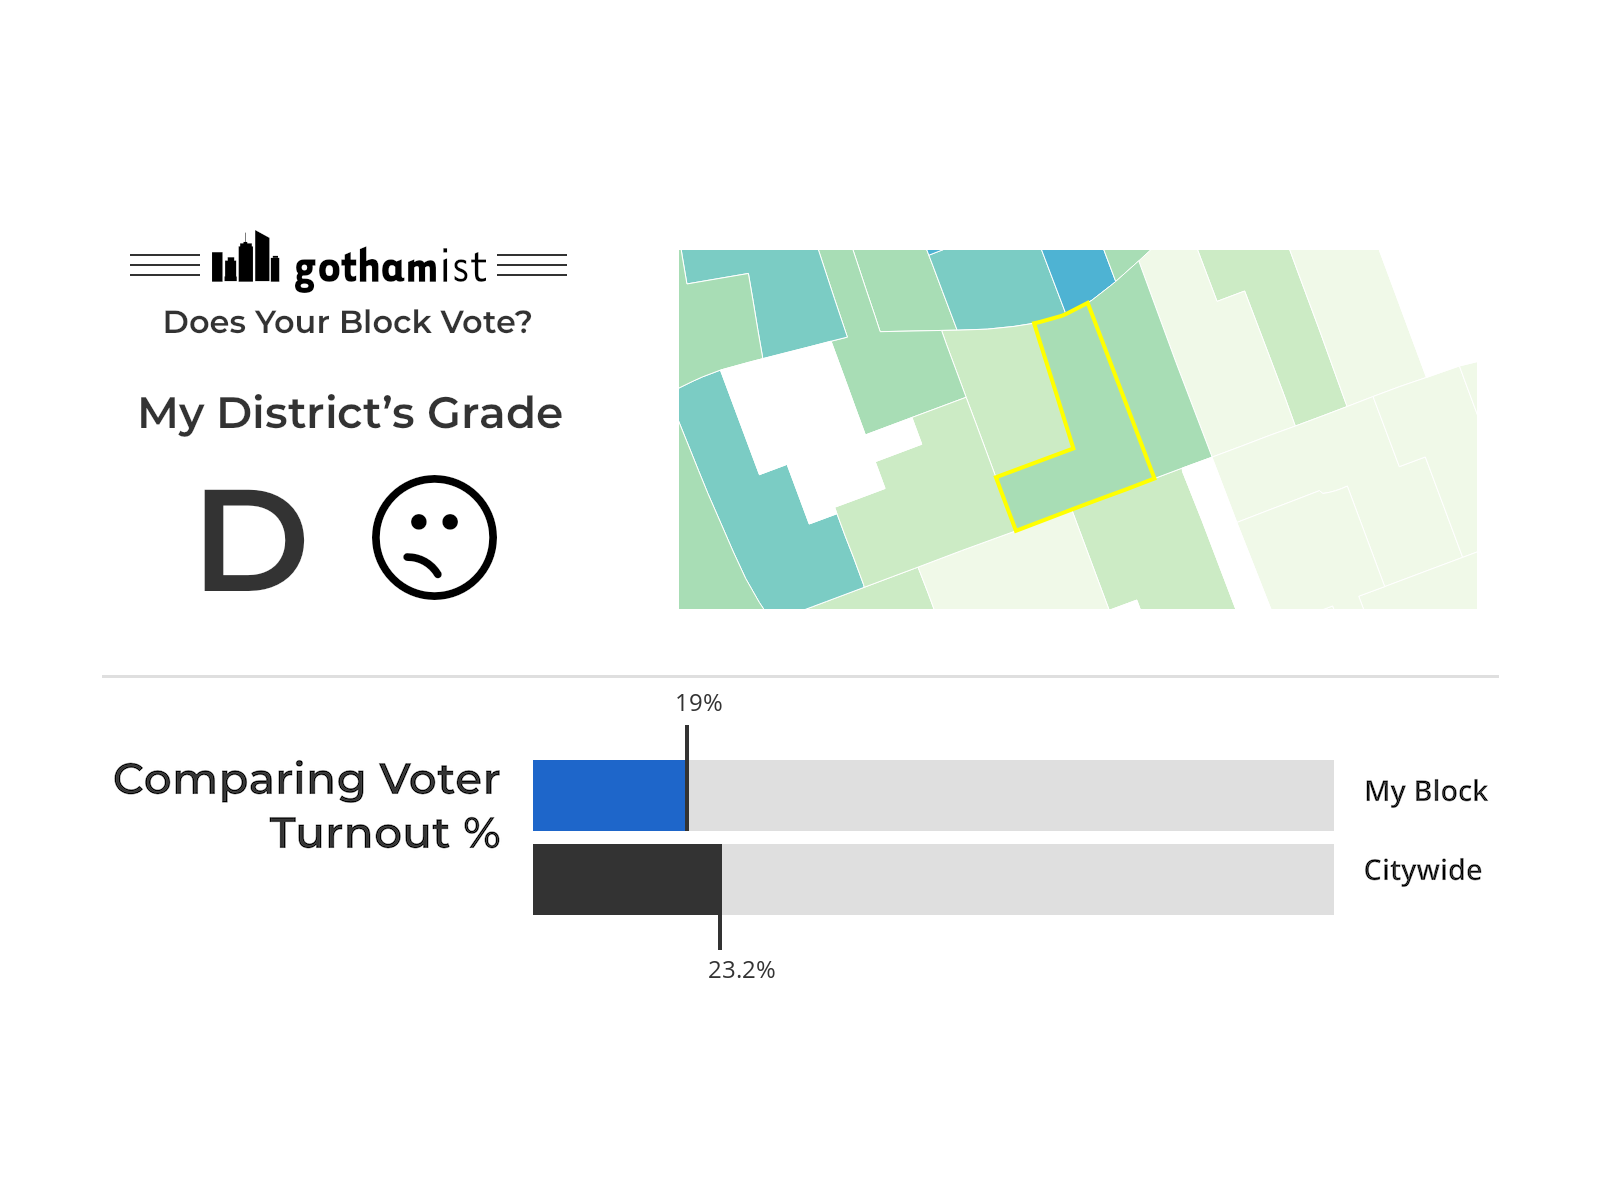 gothamist
Does Your Block Vote?
My District’s Grade
D
19%
Comparing Voter
Turnout %
My Block
Citywide
23.2%